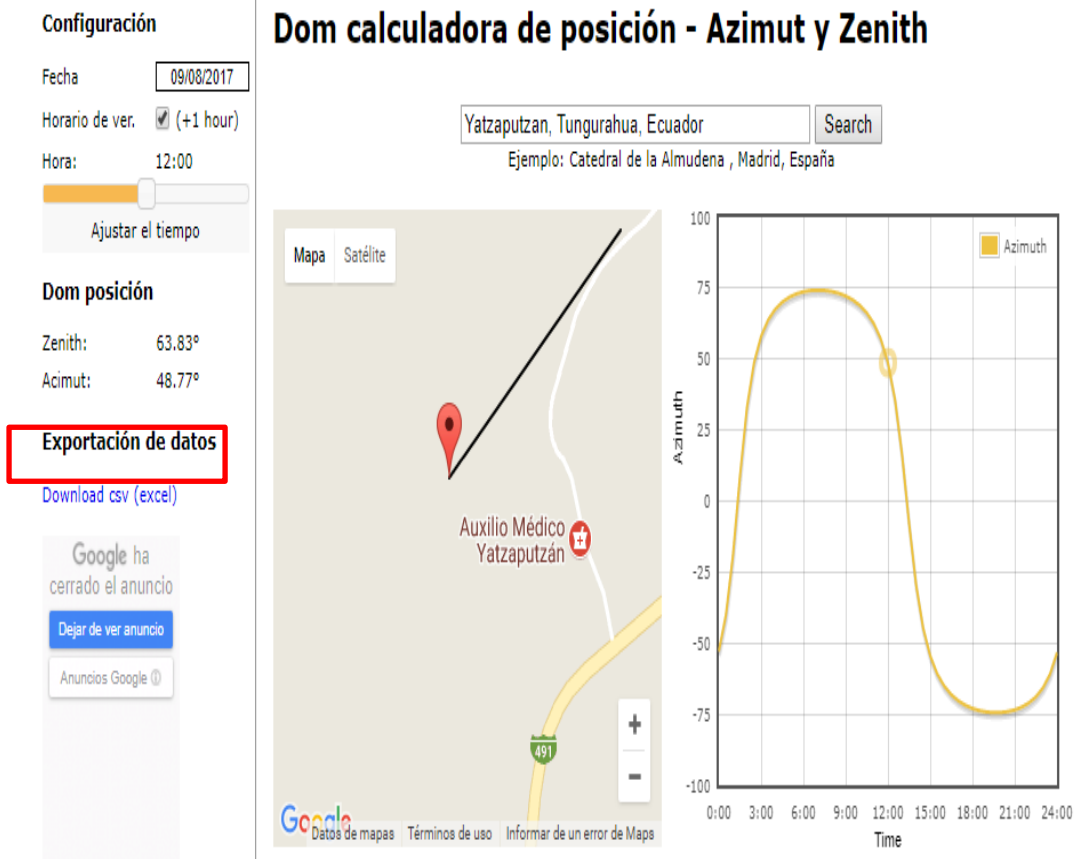 Configuración
Fecha
09/08/2017
Horario de ver.
(+1 hour)
Hora:
12:00
Ajustar el tiempo
Dom posición
Zenith:
63.83º
Acimut:
48.77º
Exportación de datos
Download csv (excel)
Google ha
cerrado el anuncio
Dejar de ver anuncio
Anuncios Google
Dom calculadora de posición - Azimut y Zenith
Yatzaputzan, Tungurahua, Ecuador
Search
Ejemplo: Catedral de la Almudena , Madrid, España
Mapa
Satélite
Auxilio Médico
Yatzaputzán
491
+
−
Google
Datos de mapas
Términos de uso
Informar de un error de Maps
Azimuth
100
75
50
25
0
-25
-50
-75
-100
Azimuth
0:00 3:00 6:00 9:00 12:00 15:00 18:00 21:00 24:00
Time